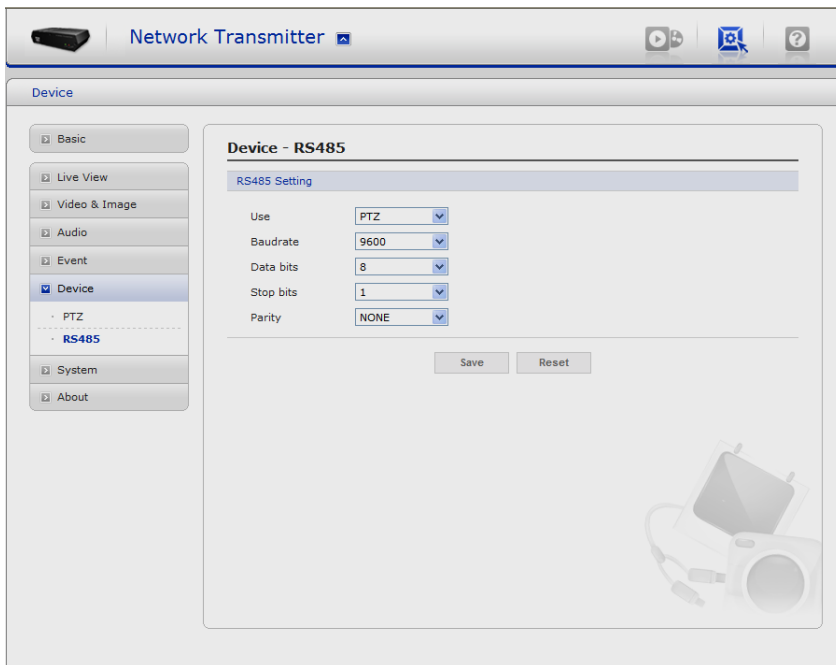 Network Transmitter
?
Device
Basic
Live View
Video & Image
Audio
Event
Device
· PTZ
· RS485
System
About
Device - RS485
RS485 Setting
Use PTZ
Baudrate 9600
Data bits 8
Stop bits 1
Parity NONE
Save Reset